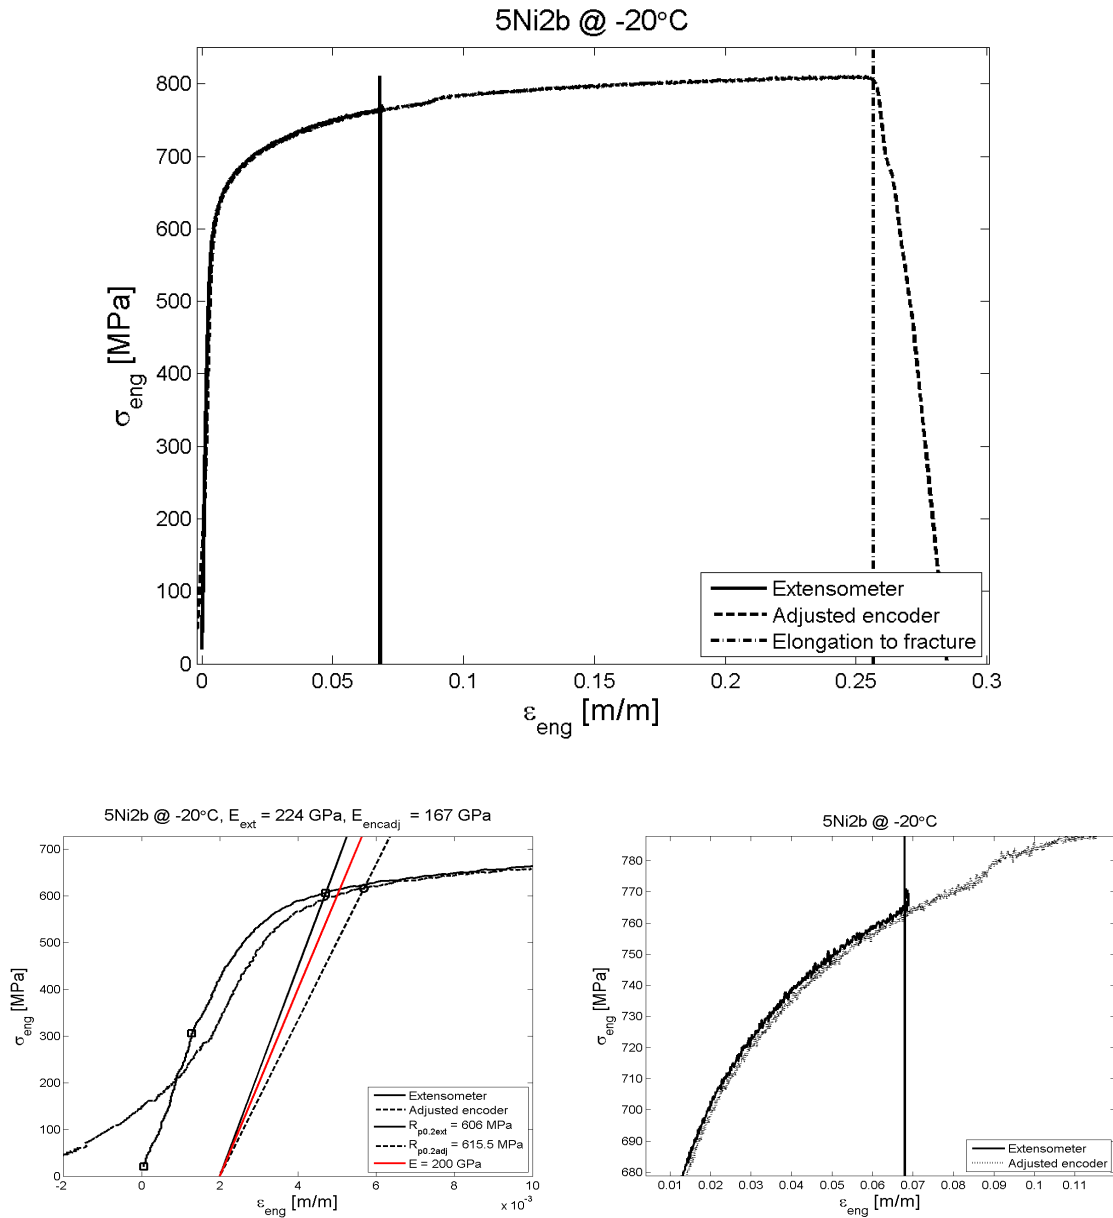 5Ni2b @ -20°C
800
700
600
500
400
300
200
100
0
σeng [MPa]
Extensometer
Adjusted encoder
Elongation to fracture
0 0.05 0.1 0.15 0.2 0.25 0.3
εeng [m/m]
5Ni2b @ -20°C, Eext = 224 GPa, Eencadj = 167 GPa
700
600
500
400
300
200
100
0
σeng [MPa]
Extensometer
Adjusted encoder
Rp0.2ext = 606 MPa
Rp0.2adj = 615.5 MPa
E = 200 GPa
-2 0 2 4 6 8 10
εeng [m/m]
x 10-3
5Ni2b @ -20°C
780
770
760
750
740
730
720
710
700
690
680
σeng [MPa]
Extensometer
Adjusted encoder
0.01 0.02 0.03 0.04 0.05 0.06 0.07 0.08 0.09 0.1 0.11
εeng [m/m]